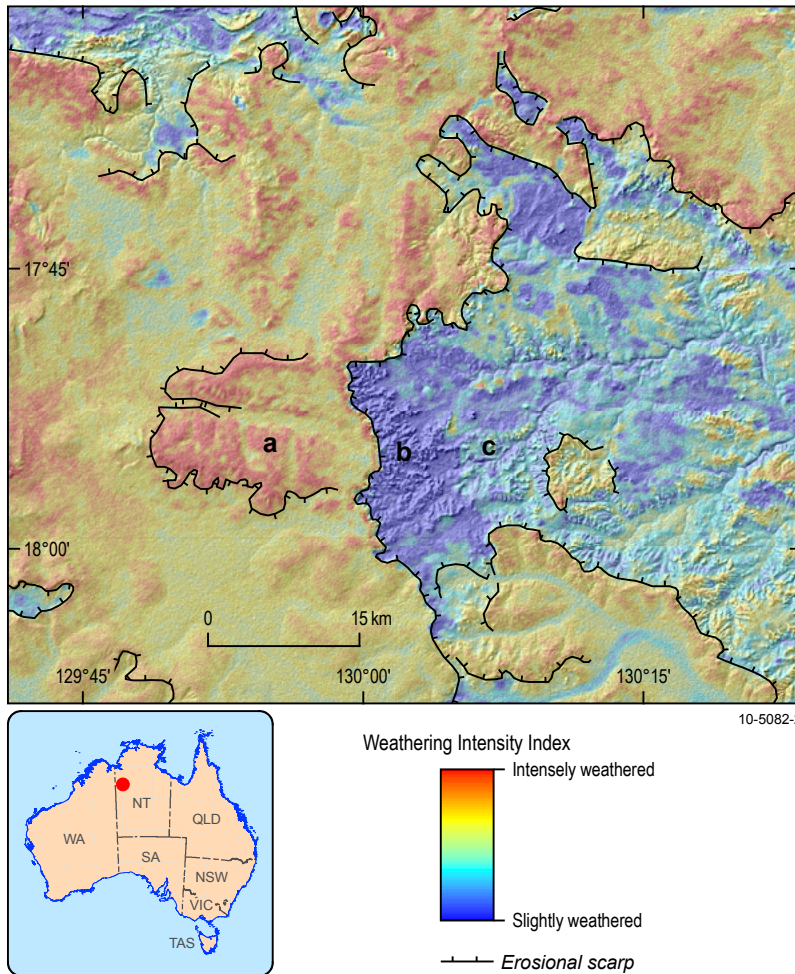 17°45'
a
b
c
18°00'
0 15 km
129°45' 130°00' 130°15'
10-5082-
WA
NT
QLD
SA
NSW
VIC
TAS
Weathering Intensity Index
Intensely weathered
Slightly weathered
Erosional scarp